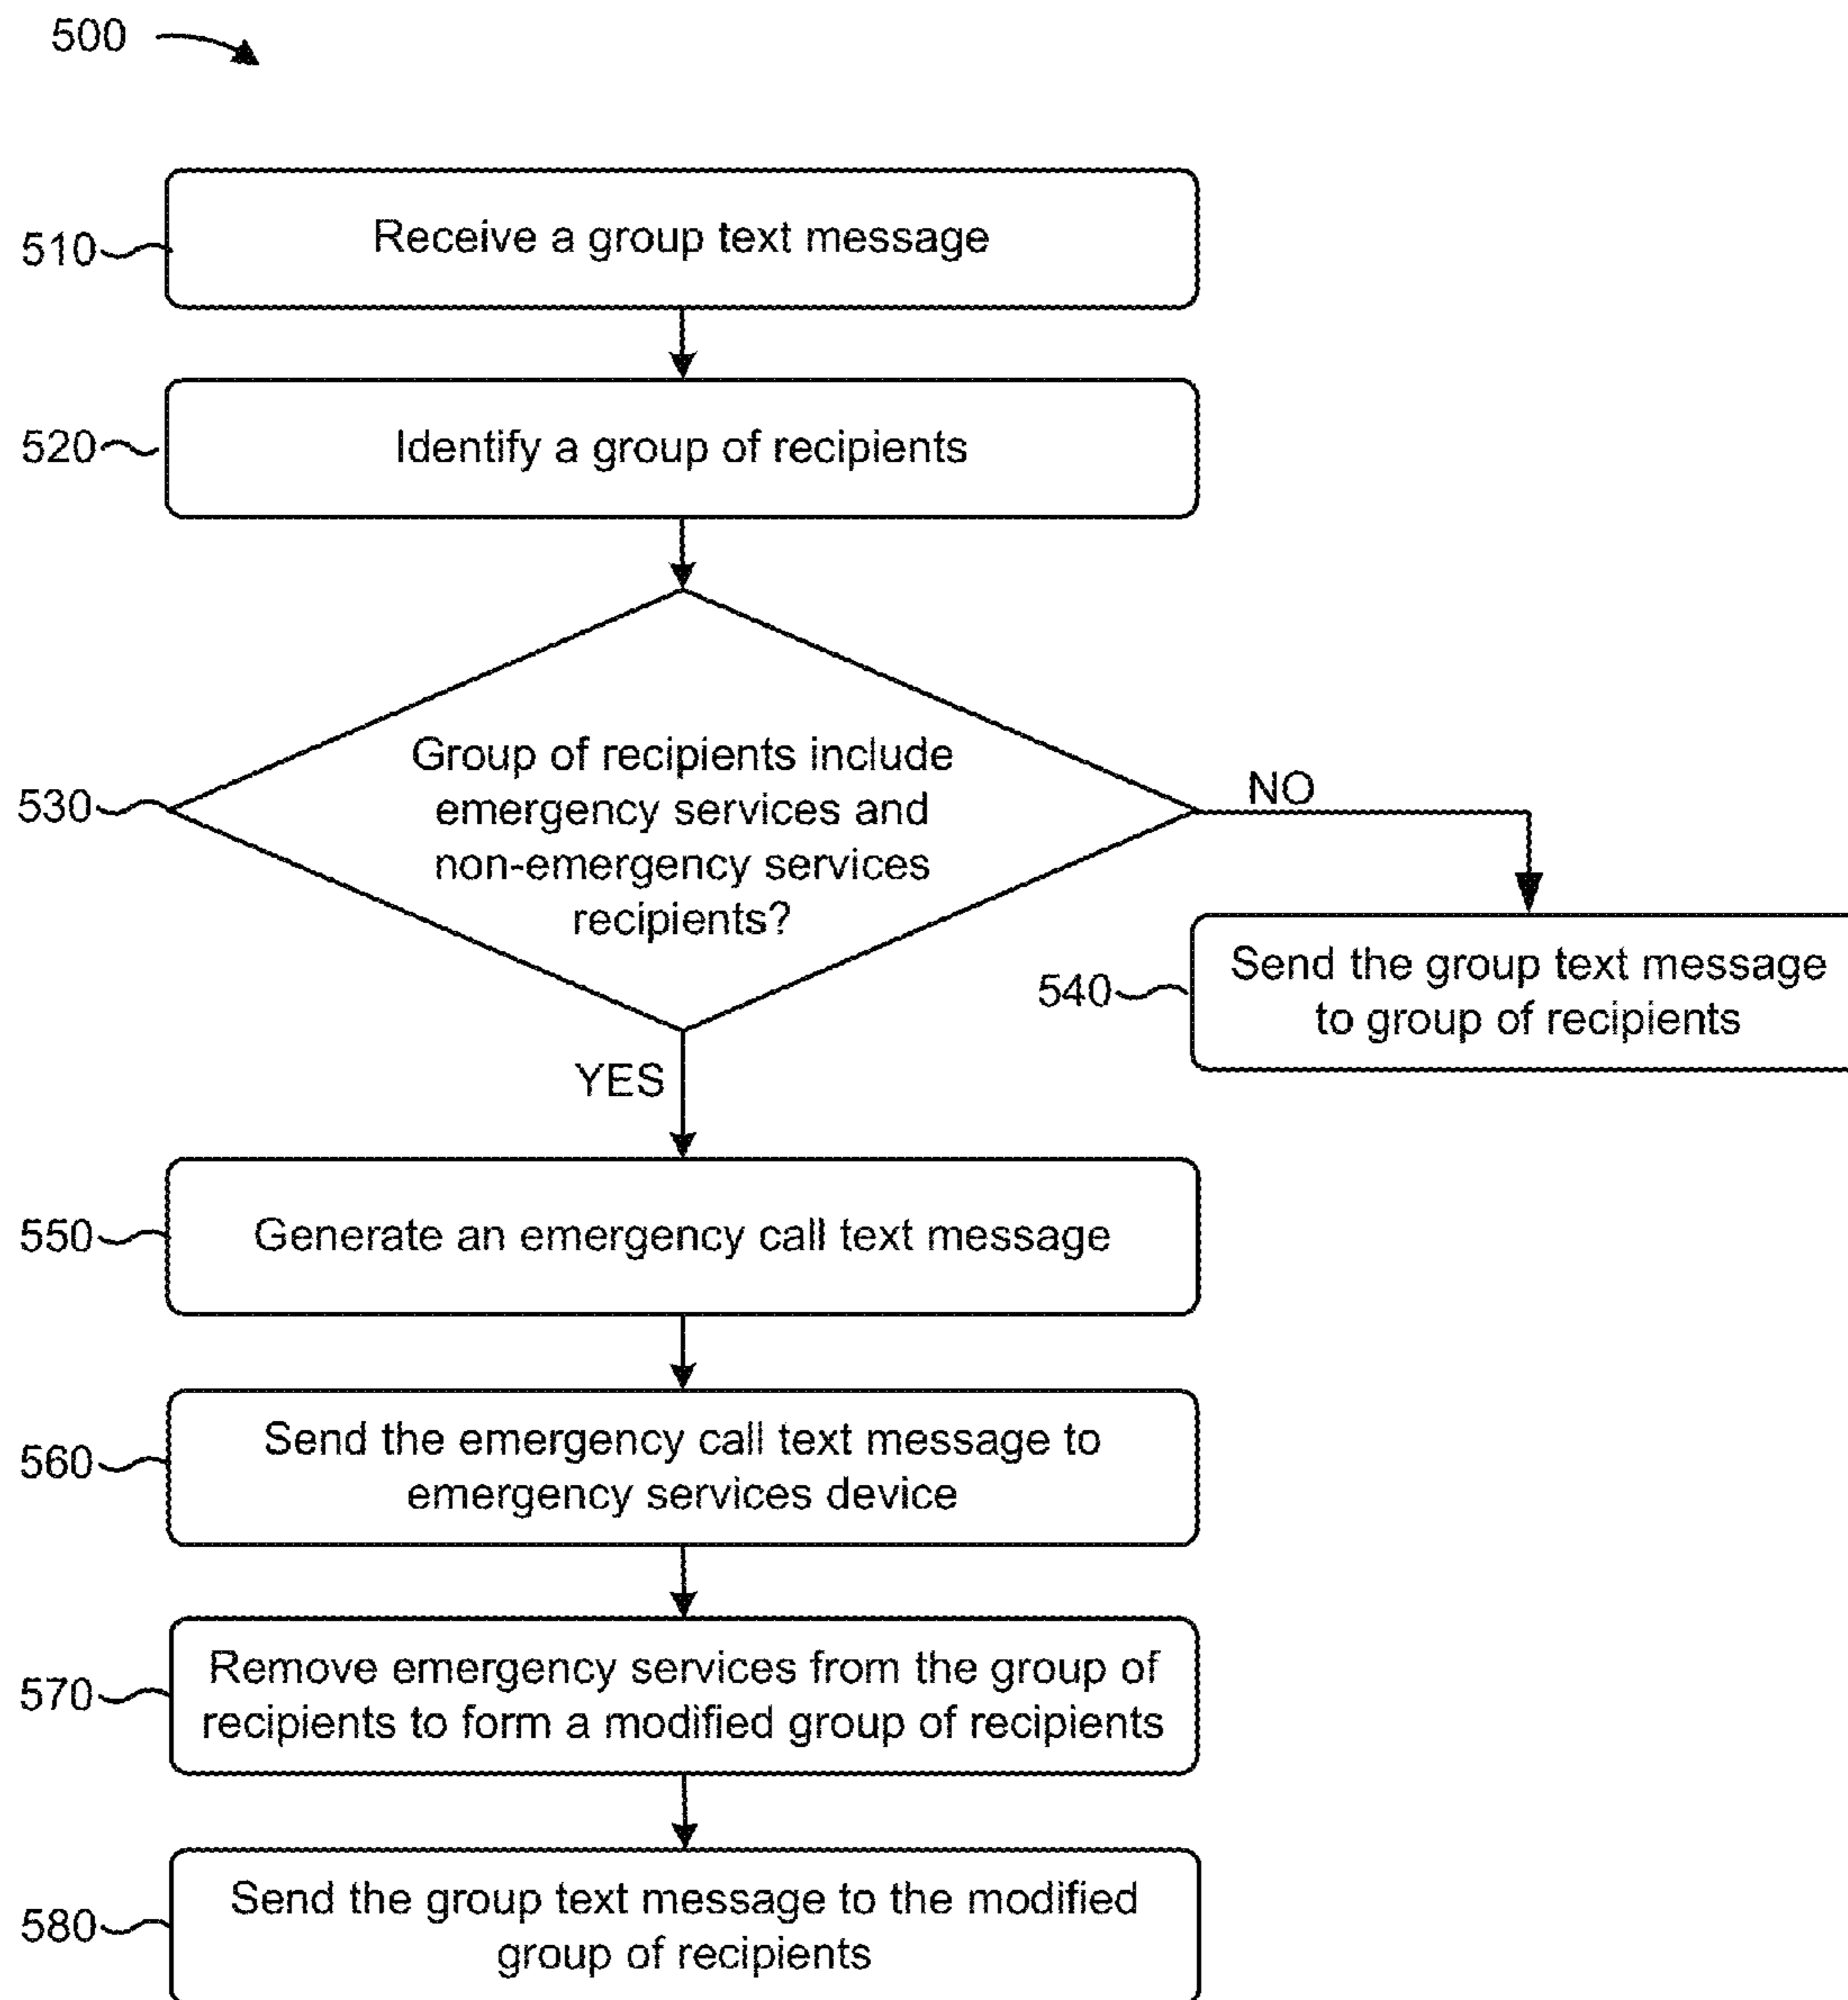 500
510
Receive a group text message
520
Identify a group of recipients
530
Group of recipients include
emergency services and
non-emergency services
recipients?
NO
540
Send the group text message
to group of recipients
YES
550
Generate an emergency call text message
560
Send the emergency call text message to
emergency services device
570
Remove emergency services from the group of
recipients to form a modified group of recipients
580
Send the group text message to the modified
group of recipients